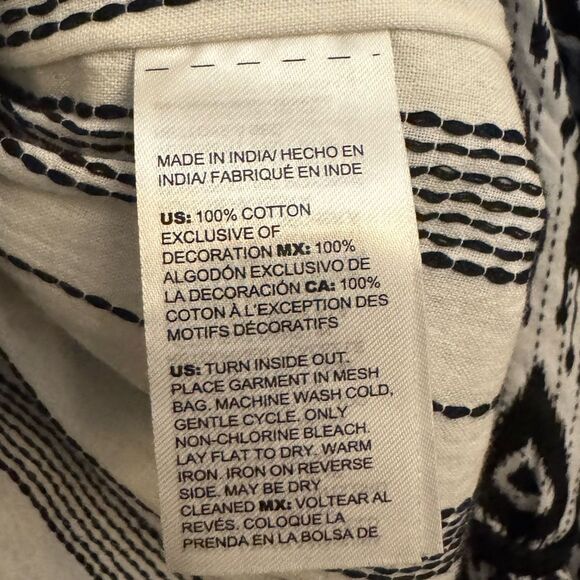 MADE IN INDIA/ HECHO EN
INDIA/ FABRIQUÉ EN INDE
US: 100% COTTON
EXCLUSIVE OF
DECORATION MX: 100%
ALGODÓN EXCLUSIVO DE
LA DECORACIÓN CA: 100%
COTON À L'EXCEPTION DES
MOTIFS DÉCORATIFS
US: TURN INSIDE OUT.
PLACE GARMENT IN MESH
BAG. MACHINE WASH COLD,
GENTLE CYCLE. ONLY
NON-CHLORINE BLEACH.
LAY FLAT TO DRY. WARM
IRON. IRON ON REVERSE
SIDE. MAY BE DRY
CLEANED MX: VOLTEAR AL
REVÉS. COLOQUE LA
PRENDA EN LA BOLSA DE